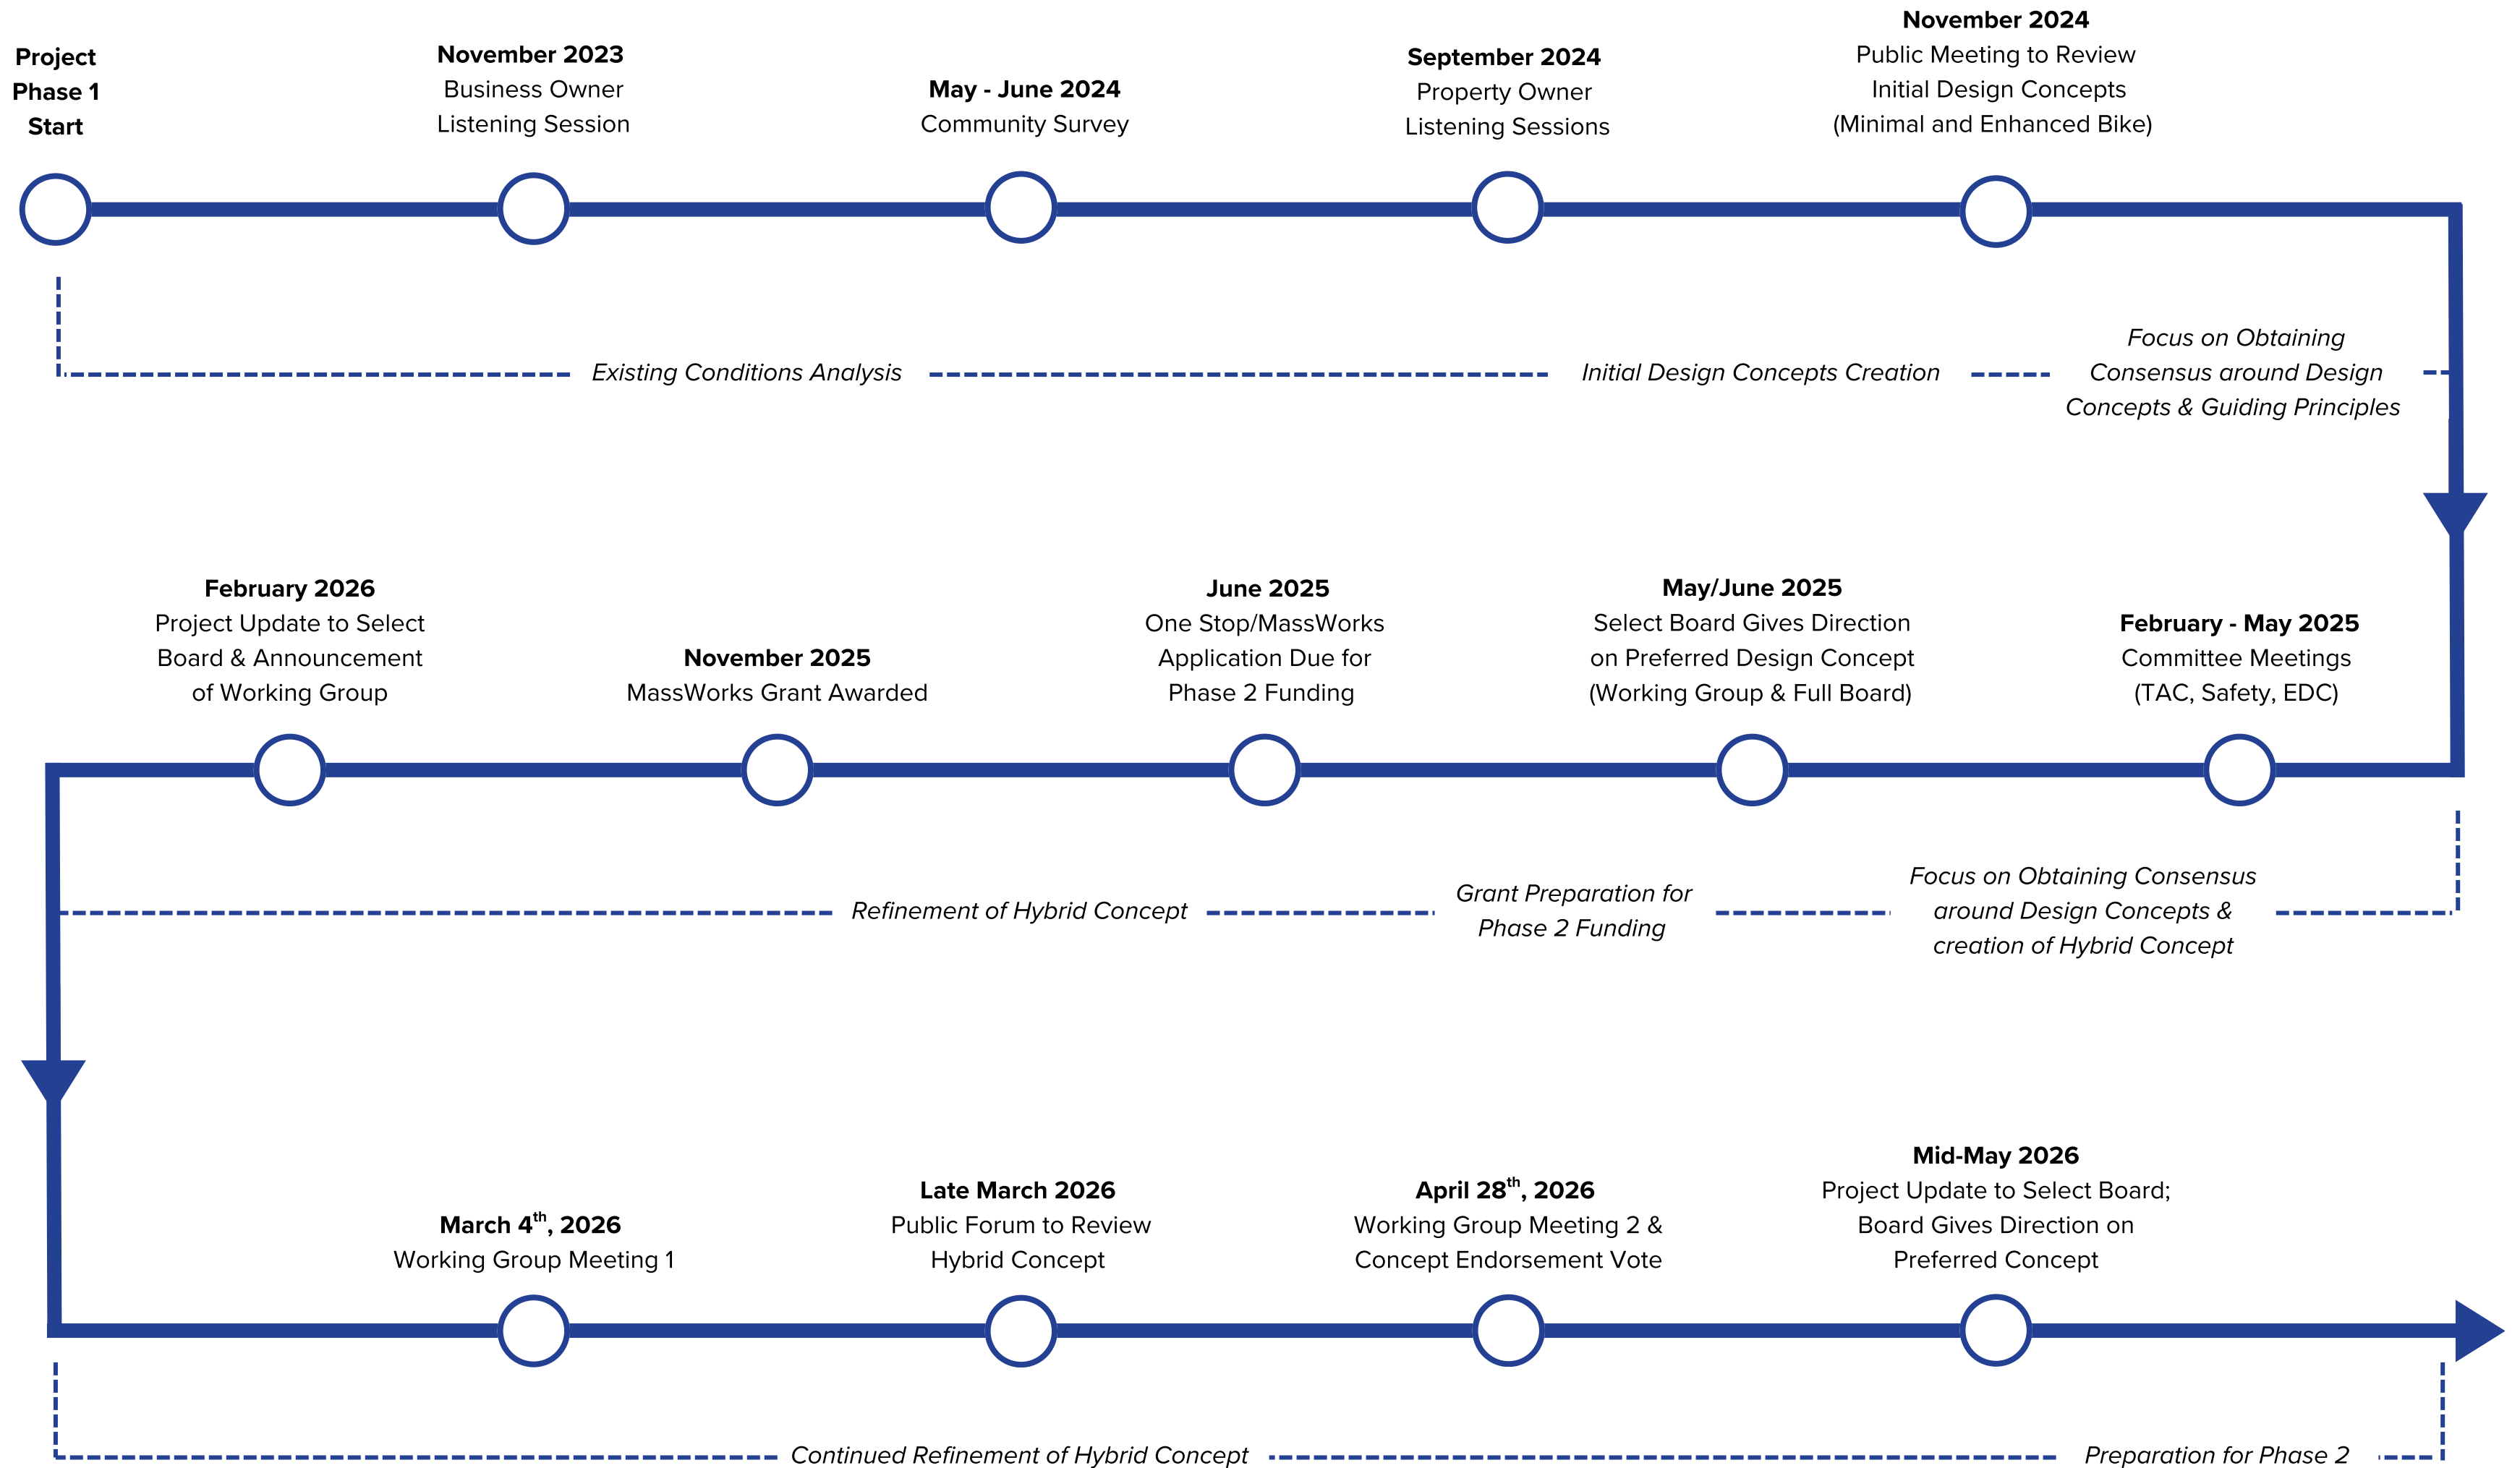 Project
Phase 1
Start
November 2023
Business Owner
Listening Session
May - June 2024
Community Survey
September 2024
Property Owner
Listening Sessions
November 2024
Public Meeting to Review
Initial Design Concepts
(Minimal and Enhanced Bike)
Existing Conditions Analysis
Initial Design Concepts Creation
Focus on Obtaining
Consensus around Design
Concepts & Guiding Principles
February 2026
Project Update to Select
Board & Announcement
of Working Group
November 2025
MassWorks Grant Awarded
June 2025
One Stop/MassWorks
Application Due for
Phase 2 Funding
May/June 2025
Select Board Gives Direction
on Preferred Design Concept
(Working Group & Full Board)
February - May 2025
Committee Meetings
(TAC, Safety, EDC)
Refinement of Hybrid Concept
Grant Preparation for
Phase 2 Funding
Focus on Obtaining Consensus
around Design Concepts &
creation of Hybrid Concept
March 4th, 2026
Working Group Meeting 1
Late March 2026
Public Forum to Review
Hybrid Concept
April 28th, 2026
Working Group Meeting 2 &
Concept Endorsement Vote
Mid-May 2026
Project Update to Select Board;
Board Gives Direction on
Preferred Concept
Continued Refinement of Hybrid Concept
Preparation for Phase 2